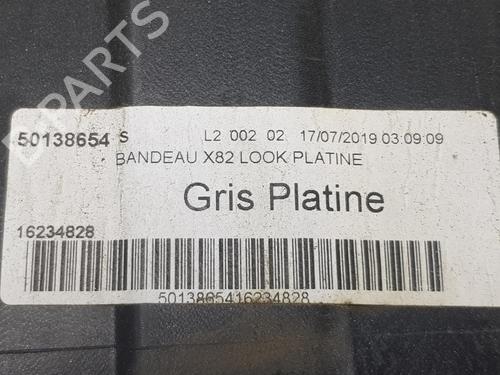 50138654 S L2 002 02 17/07/2019 03:09:09
BANDEAU X82 LOOK PLATINE
Gris Platine
16234828
5013865416234828
B-PARTS